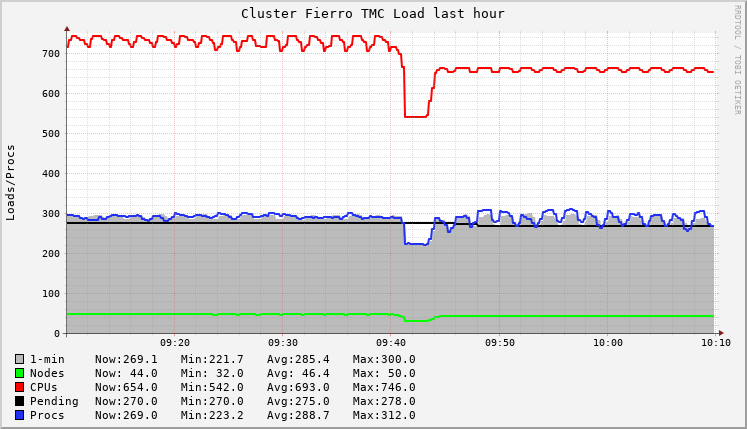 Cluster Fierro TMC Load last hour
RRDTOOL / TOBI OETIKER
Loads/Procs
700
600
500
400
300
200
100
0
09:20 09:30 09:40 09:50 10:00 10:10
1-min Now:269.1 Min:221.7 Avg:285.4 Max:300.0
Nodes Now: 44.0 Min: 32.0 Avg: 46.4 Max: 50.0
CPUs Now:654.0 Min:542.0 Avg:693.0 Max:746.0
Pending Now:270.0 Min:270.0 Avg:275.0 Max:278.0
Procs Now:269.0 Min:223.2 Avg:288.7 Max:312.0